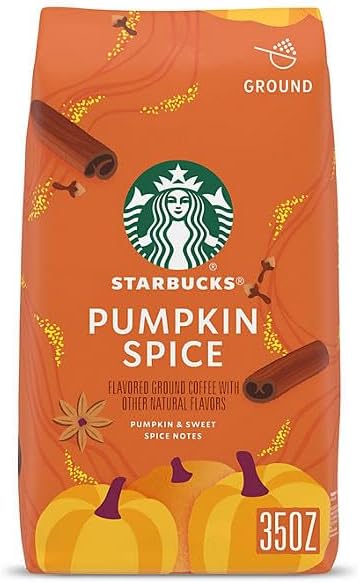 GROUND
STARBUCKS®
PUMPKIN
SPICE
FLAVORED GROUND COFFEE WITH
OTHER NATURAL FLAVORS
PUMPKIN & SWEET
SPICE NOTES
35OZ